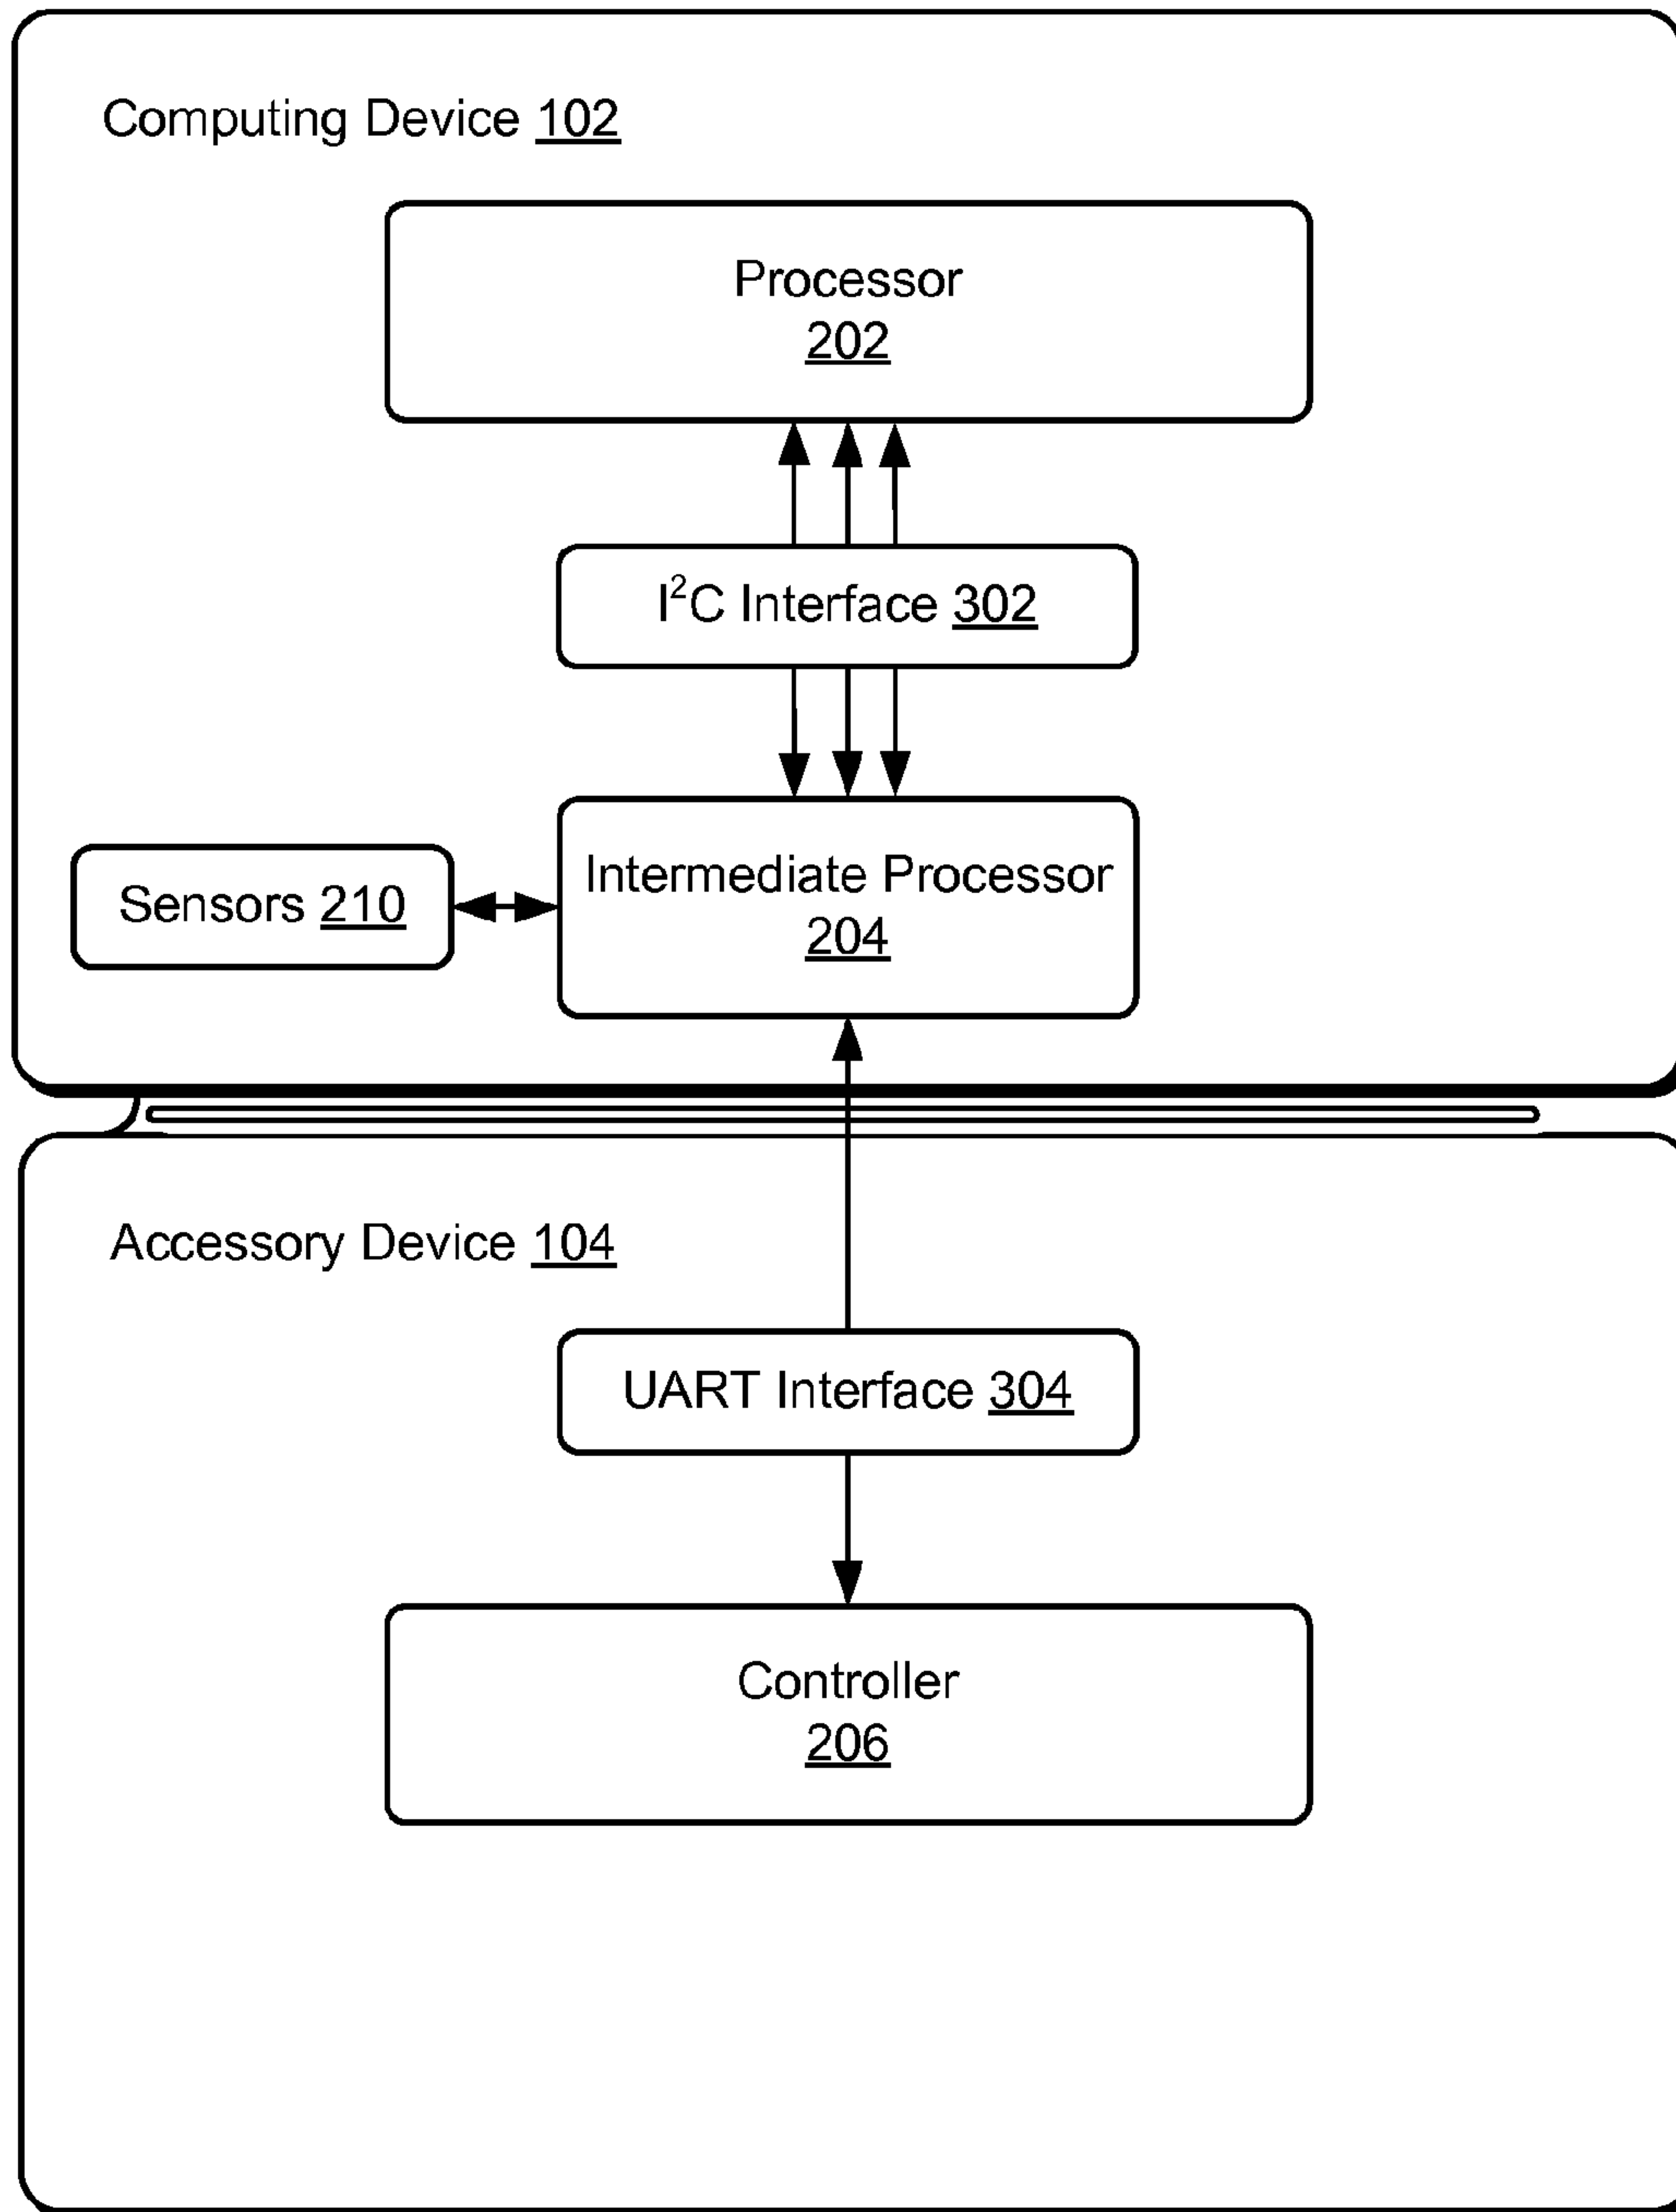 Computing Device 102
Processor
202
I²C Interface 302
Sensors 210
Intermediate Processor
204
Accessory Device 104
UART Interface 304
Controller
206